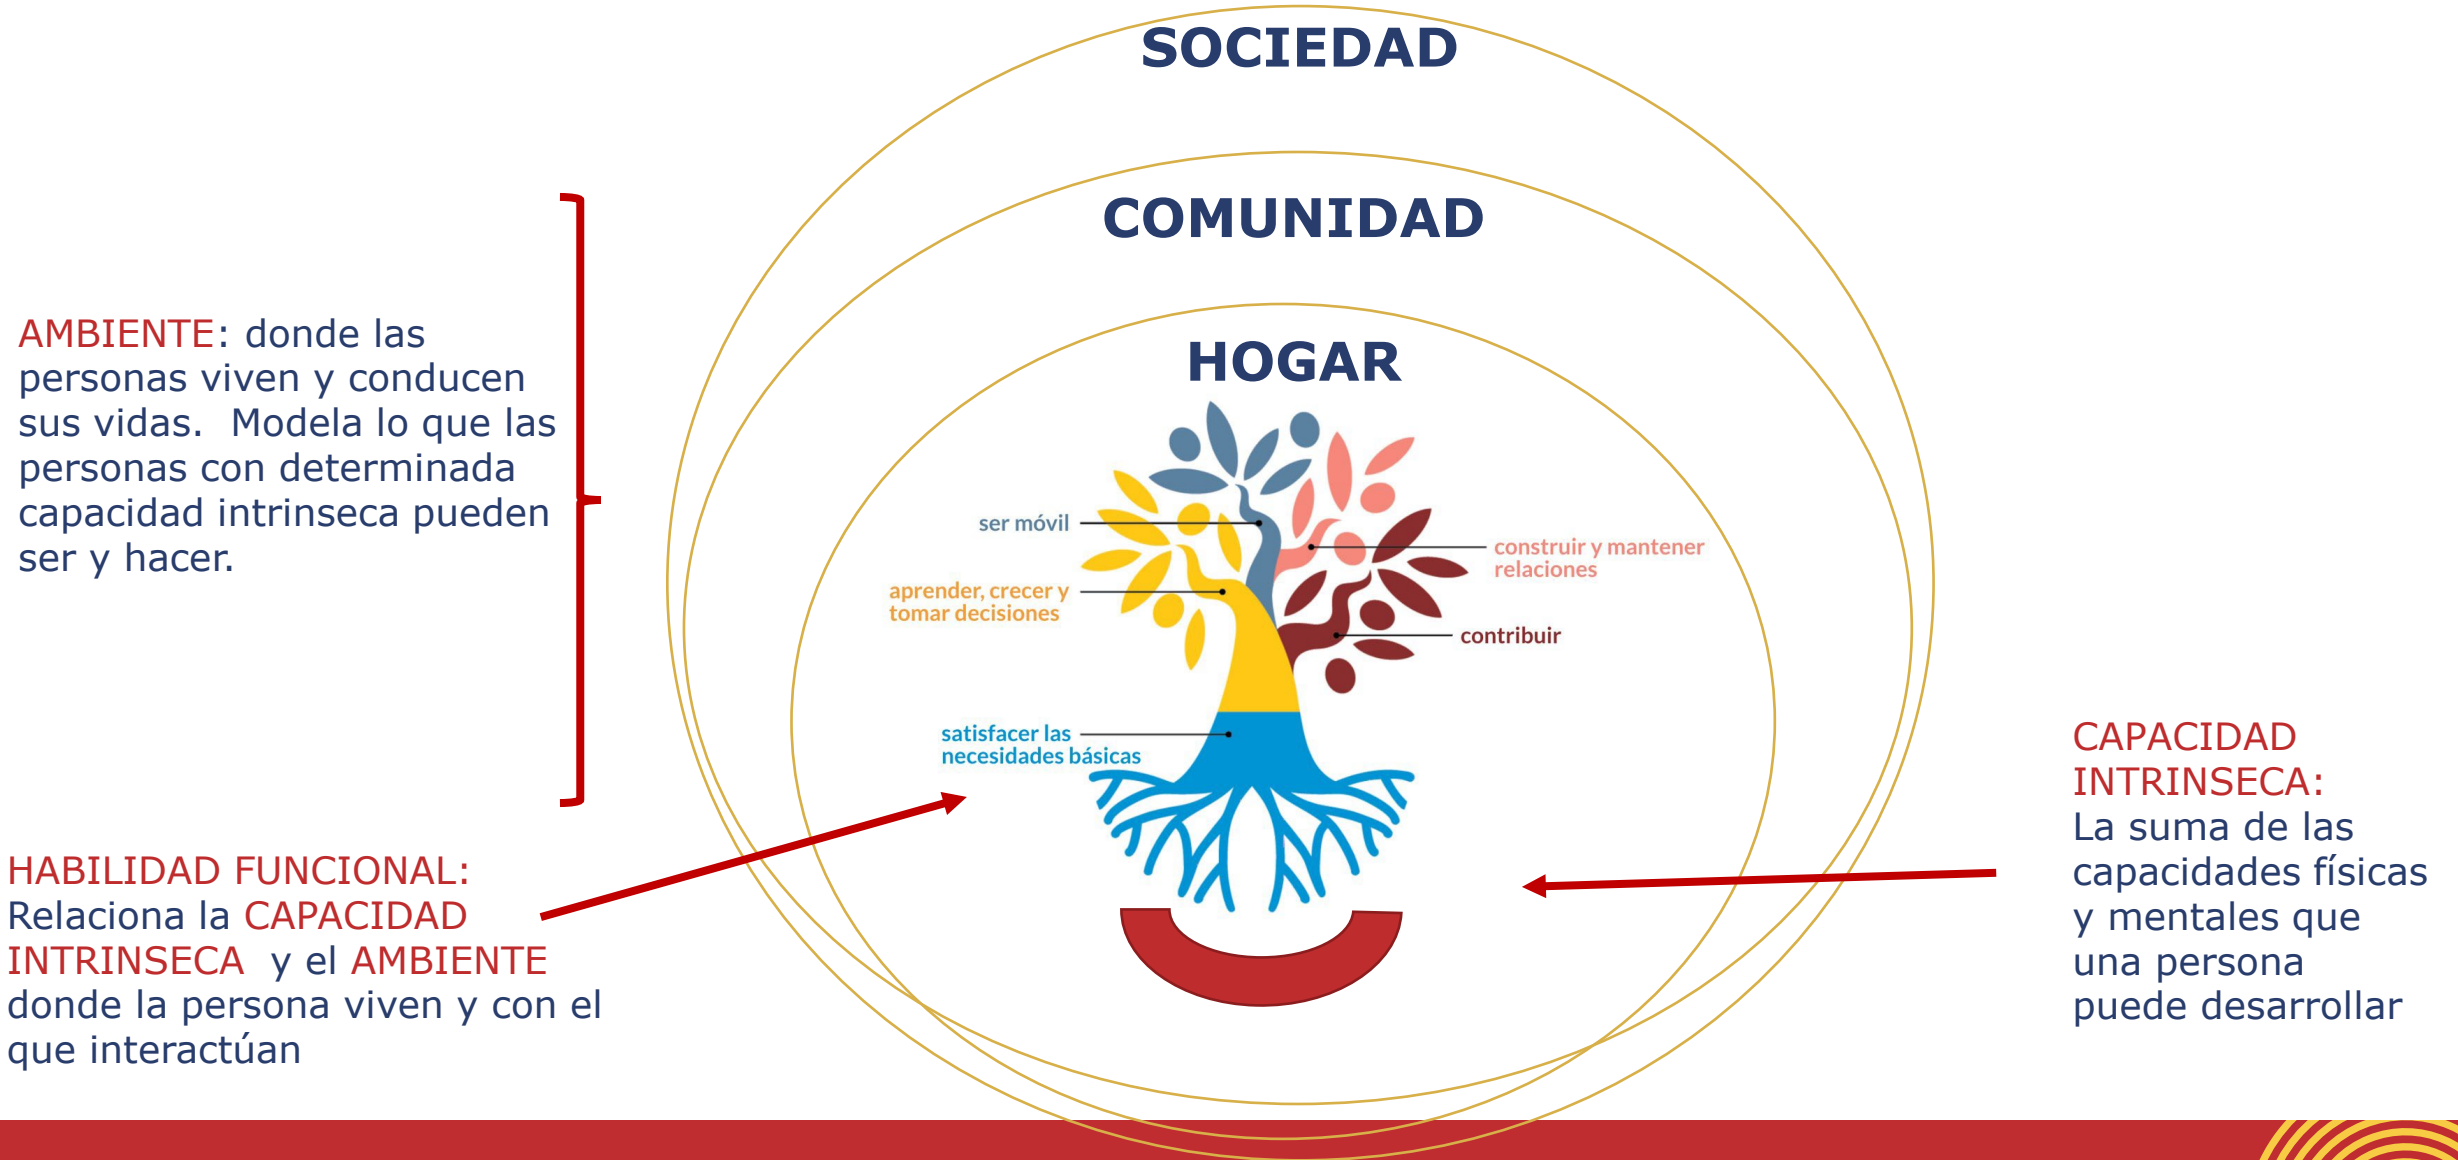 SOCIEDAD
COMUNIDAD
HOGAR
AMBIENTE: donde las
personas viven y conducen
sus vidas.  Modela lo que las
personas con determinada
capacidad intrinseca pueden
ser y hacer.
ser móvil
construir y mantener
relaciones
aprender, crecer y
tomar decisiones
contribuir
satisfacer las
necesidades básicas
HABILIDAD FUNCIONAL:
Relaciona la CAPACIDAD
INTRINSECA  y el AMBIENTE
donde la persona viven y con el
que interactúan
CAPACIDAD
INTRINSECA:
La suma de las
capacidades físicas
y mentales que
una persona
puede desarrollar